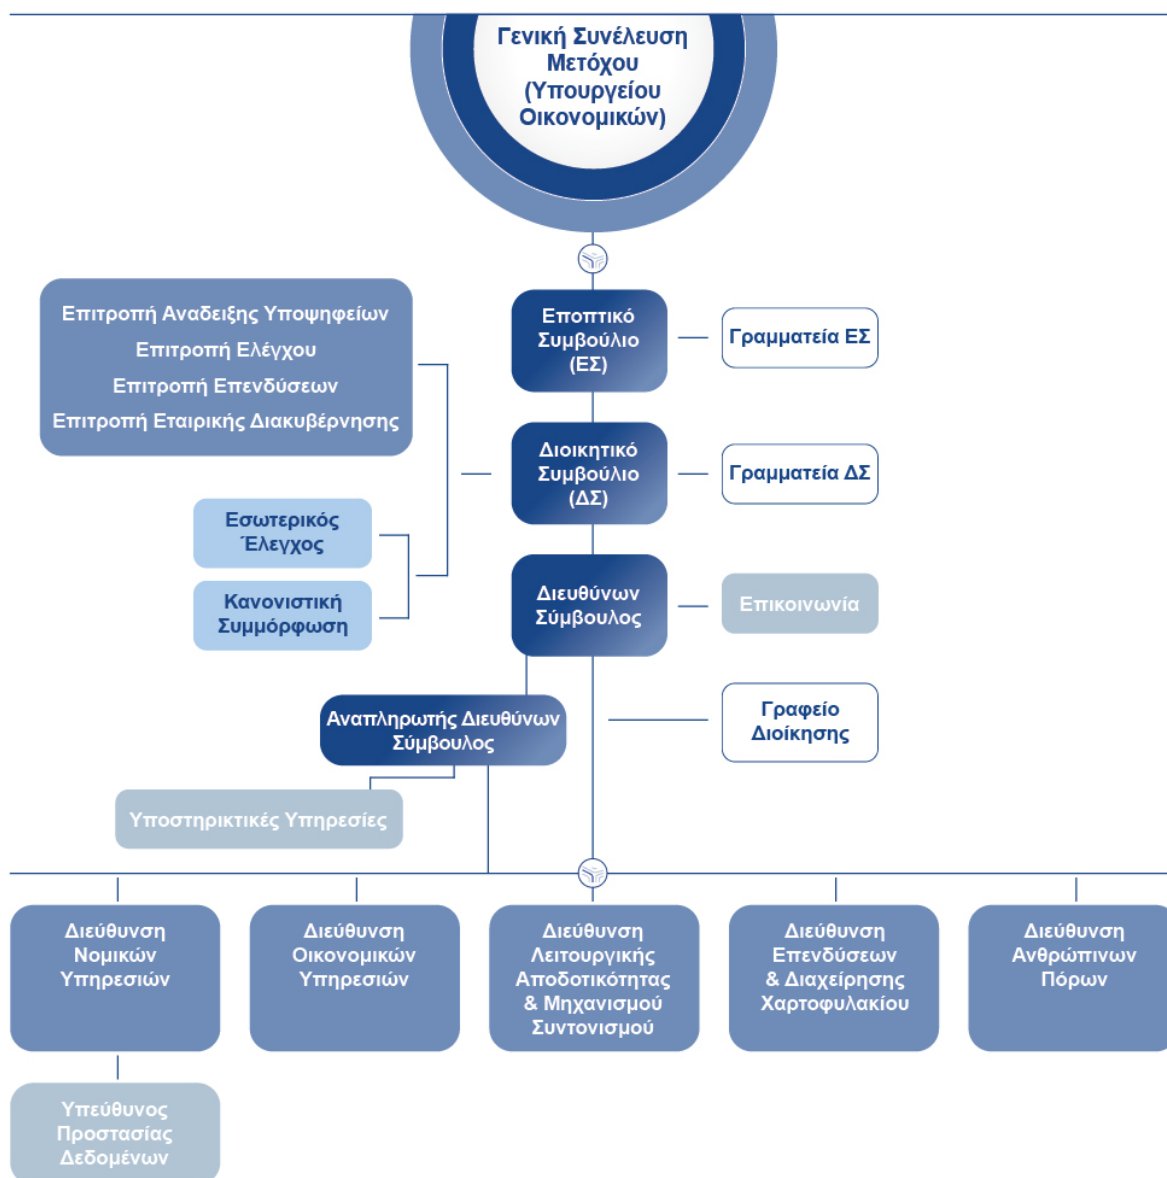 Γενική Συνέλευση
Μετόχου
(Υπουργείου
Οικονομικών)
Επιτροπή Αναδειξης Υποψηφείων
Επιτροπή Ελέγχου
Επιτροπή Επενδύσεων
Επιτροπή Εταιρικής Διακυβέρνησης
Εποπτικό
Συμβούλιο
(ΕΣ)
Γραμματεία ΕΣ
Διοικητικό
Συμβούλιο
(ΔΣ)
Γραμματεία ΔΣ
Εσωτερικός
Έλεγχος
Κανονιστική
Συμμόρφωση
Διευθύνων
Σύμβουλος
Επικοινωνία
Αναπληρωτής Διευθύνων
Σύμβουλος
Γραφείο
Διοίκησης
Υποστηρικτικές Υπηρεσίες
Διεύθυνση
Νομικών
Υπηρεσιών
Διεύθυνση
Οικονομικών
Υπηρεσιών
Διεύθυνση
Λειτουργικής
Αποδοτικότητας
& Μηχανισμού
Συντονισμού
Διεύθυνση
Επενδύσεων
& Διαχείρησης
Χαρτοφυλακίου
Διεύθυνση
Ανθρώπινων
Πόρων
Υπεύθυνος
Προστασίας
Δεδομένων